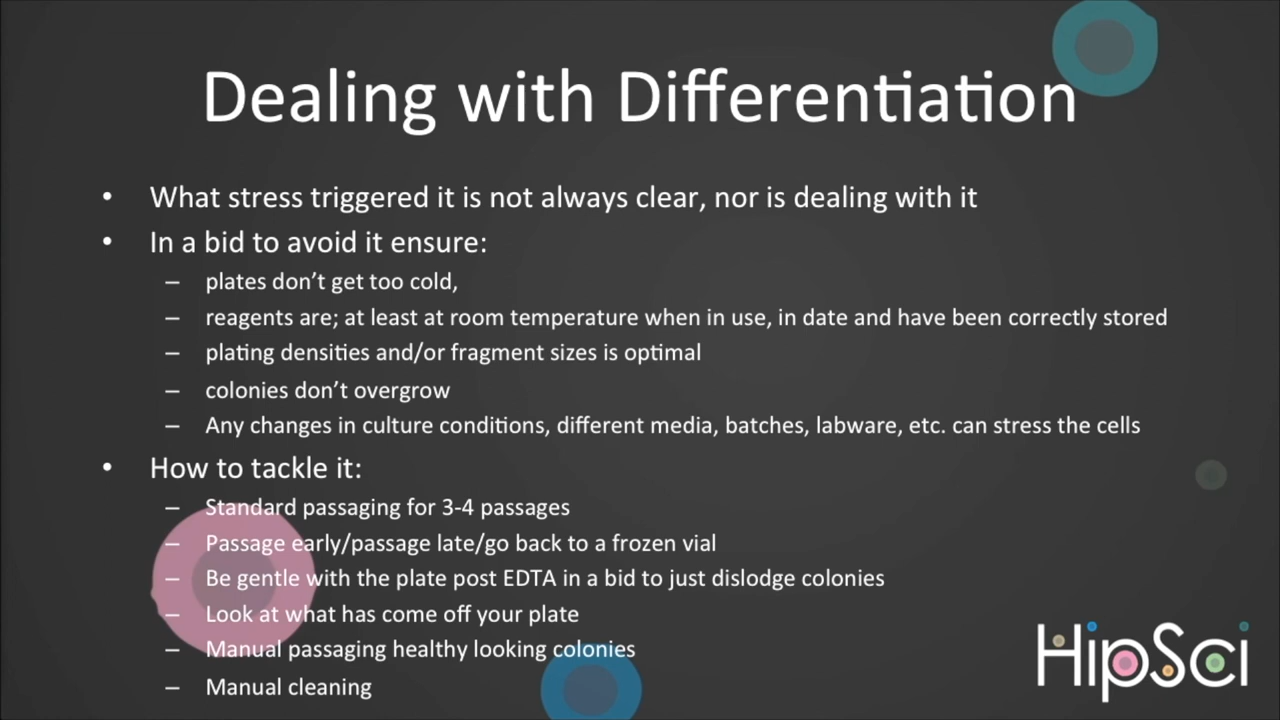 Dealing with Differentiation
• What stress triggered it is not always clear, nor is dealing with it
• In a bid to avoid it ensure:
– plates don't get too cold,
– reagents are; at least at room temperature when in use, in date and have been correctly stored
– plating densities and/or fragment sizes is optimal
– colonies don't overgrow
– Any changes in culture conditions, different media, batches, labware, etc. can stress the cells
• How to tackle it:
– Standard passaging for 3-4 passages
– Passage early/passage late/go back to a frozen vial
– Be gentle with the plate post EDTA in a bid to just dislodge colonies
– Look at what has come off your plate
– Manual passaging healthy looking colonies
– Manual cleaning
HipSci